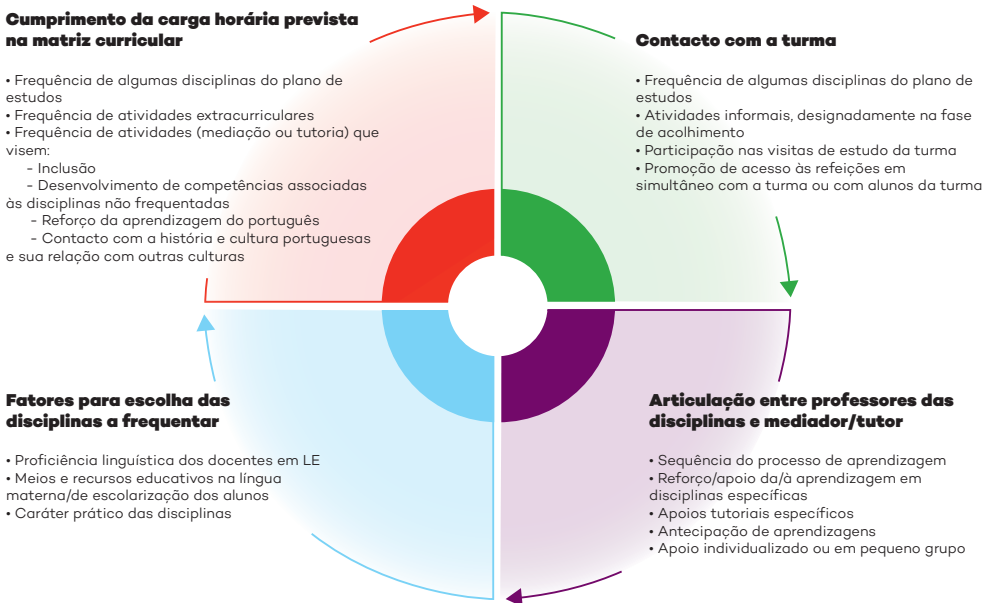 Cumprimento da carga horária prevista
na matriz curricular
• Frequência de algumas disciplinas do plano de
estudos
• Frequência de atividades extracurriculares
• Frequência de atividades (mediação ou tutoria) que
visem:
- Inclusão
- Desenvolvimento de competências associadas
às disciplinas não frequentadas
- Reforço da aprendizagem do português
- Contacto com a história e cultura portuguesas
e sua relação com outras culturas
Contacto com a turma
• Frequência de algumas disciplinas do plano de
estudos
• Atividades informais, designadamente na fase
de acolhimento
• Participação nas visitas de estudo da turma
• Promoção de acesso às refeições em
simultâneo com a turma ou com alunos da turma
Fatores para escolha das
disciplinas a frequentar
• Proficiência linguística dos docentes em LE
• Meios e recursos educativos na língua
materna/de escolarização dos alunos
• Caráter prático das disciplinas
Articulação entre professores das
disciplinas e mediador/tutor
• Sequência do processo de aprendizagem
• Reforço/apoio da/à aprendizagem em
disciplinas específicas
• Apoios tutoriais específicos
• Antecipação de aprendizagens
• Apoio individualizado ou em pequeno grupo